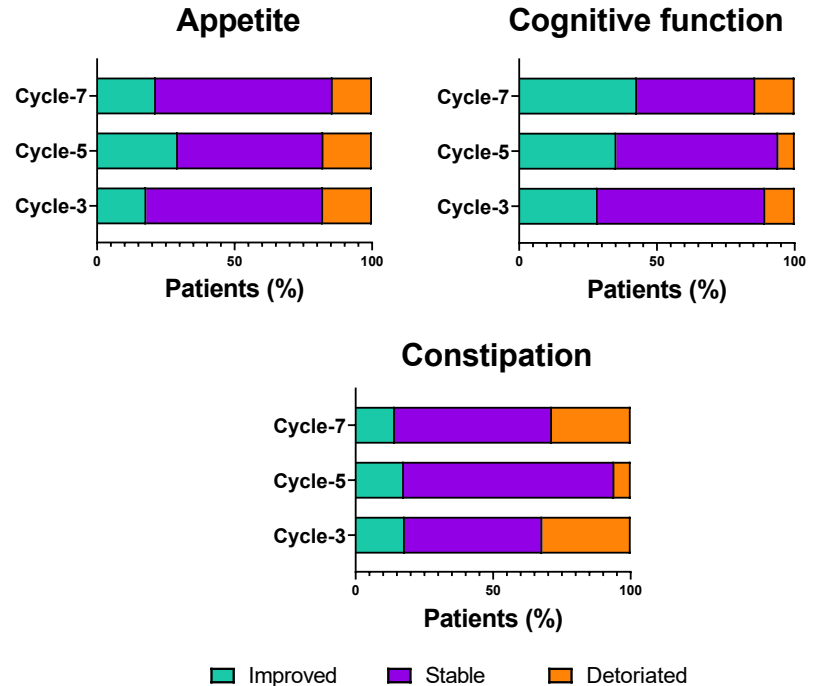 Appetite
Cycle-7
Cycle-5
Cycle-3
0 50 100
Patients (%)
Cognitive function
Cycle-7
Cycle-5
Cycle-3
0 50 100
Patients (%)
Constipation
Cycle-7
Cycle-5
Cycle-3
0 50 100
Patients (%)
Improved Stable Detoriated